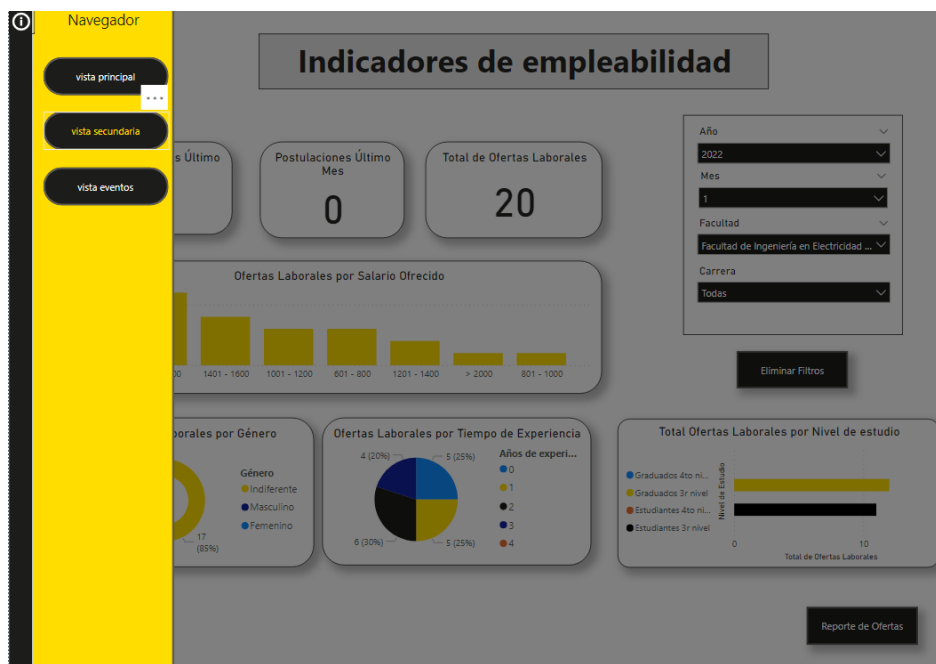 Navegador
vista principal
...
vista secundaria
vista eventos
Indicadores de empleabilidad
s Último
Postulaciones Último
Mes
0
Total de Ofertas Laborales
20
Año
2022
Mes
1
Facultad
Facultad de Ingeniería en Electricidad ...
Carrera
Todas
Eliminar Filtros
Ofertas Laborales por Salario Ofrecido
00
1401 - 1600
1001 - 1200
601 - 800
1201 - 1400
> 2000
801 - 1000
borales por Género
Género
Indiferente
Masculino
Femenino
17
(85%)
Ofertas Laborales por Tiempo de Experiencia
4 (20%)
5 (25%)
6 (30%)
5 (25%)
Años de experi...
0
1
2
3
4
Total Ofertas Laborales por Nivel de estudio
Graduados 4to ni...
Graduados 3r nivel
Estudiantes 4to ni...
Estudiantes 3r nivel
Nivel de Estudio
0
10
Total de Ofertas Laborales
Reporte de Ofertas